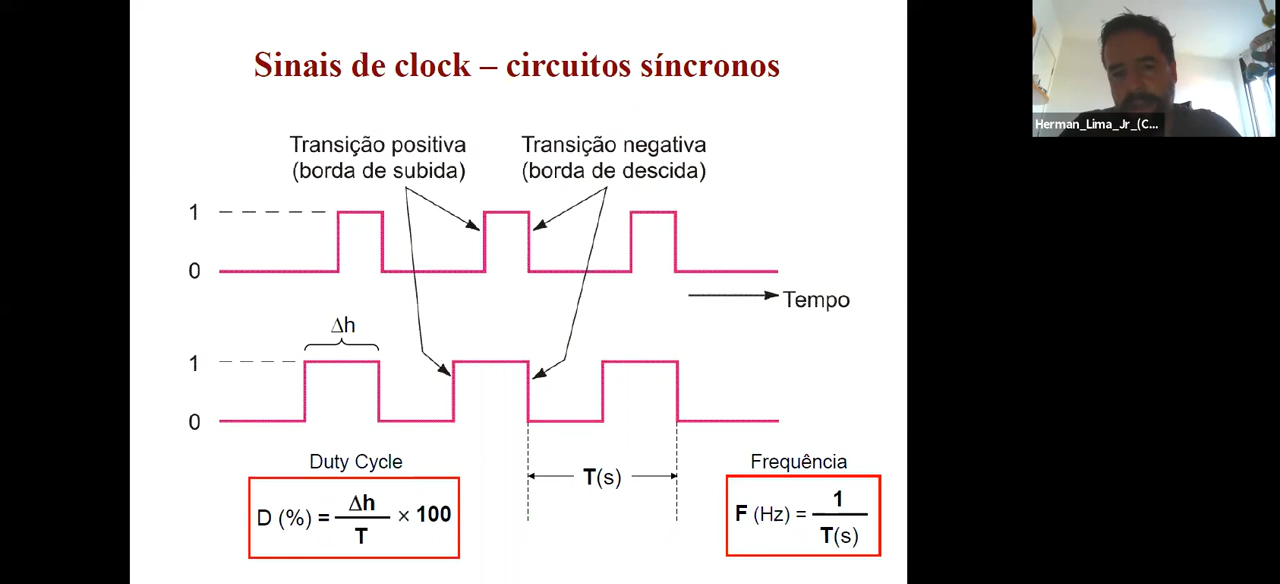 Sinais de clock – circuitos síncronos
Herman_Lima_Jr_(C...
Transição positiva
(borda de subida)
Transição negativa
(borda de descida)
1
0
Tempo
Δh
1
0
T(s)
Duty Cycle
D (%) = Δh / T × 100
Frequência
F (Hz) = 1 / T(s)